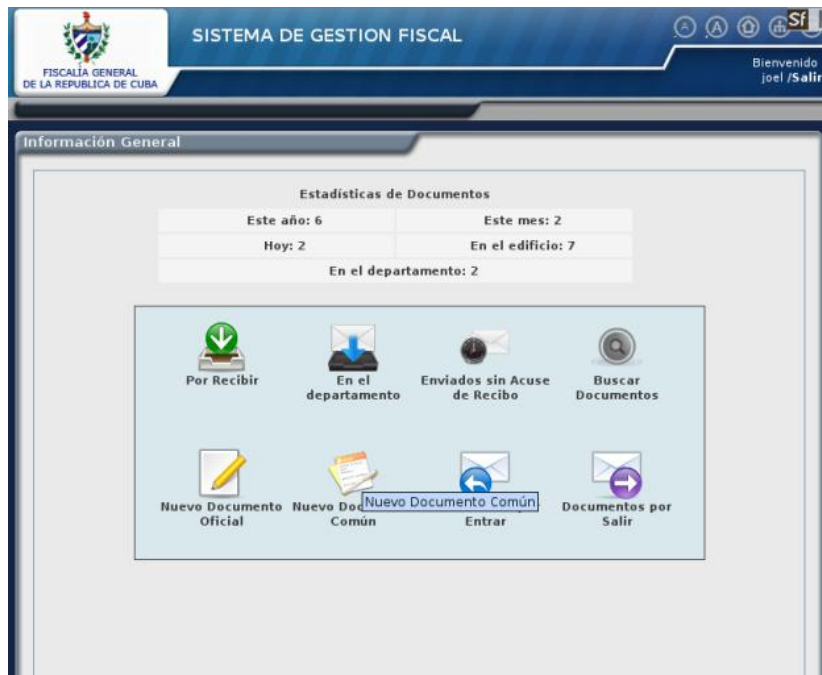 SISTEMA DE GESTION FISCAL
Sf
FISCALÍA GENERAL
DE LA REPUBLICA DE CUBA
Bienvenido
joel /Salir
Información General
Estadísticas de Documentos
Este año: 6
Este mes: 2
Hoy: 2
En el edificio: 7
En el departamento: 2
Por Recibir
En el
departamento
Enviados sin Acuse
de Recibo
Buscar
Documentos
Nuevo Documento
Oficial
Nuevo Doc
Común
Nuevo Documento Común
Entrar
Documentos por
Salir